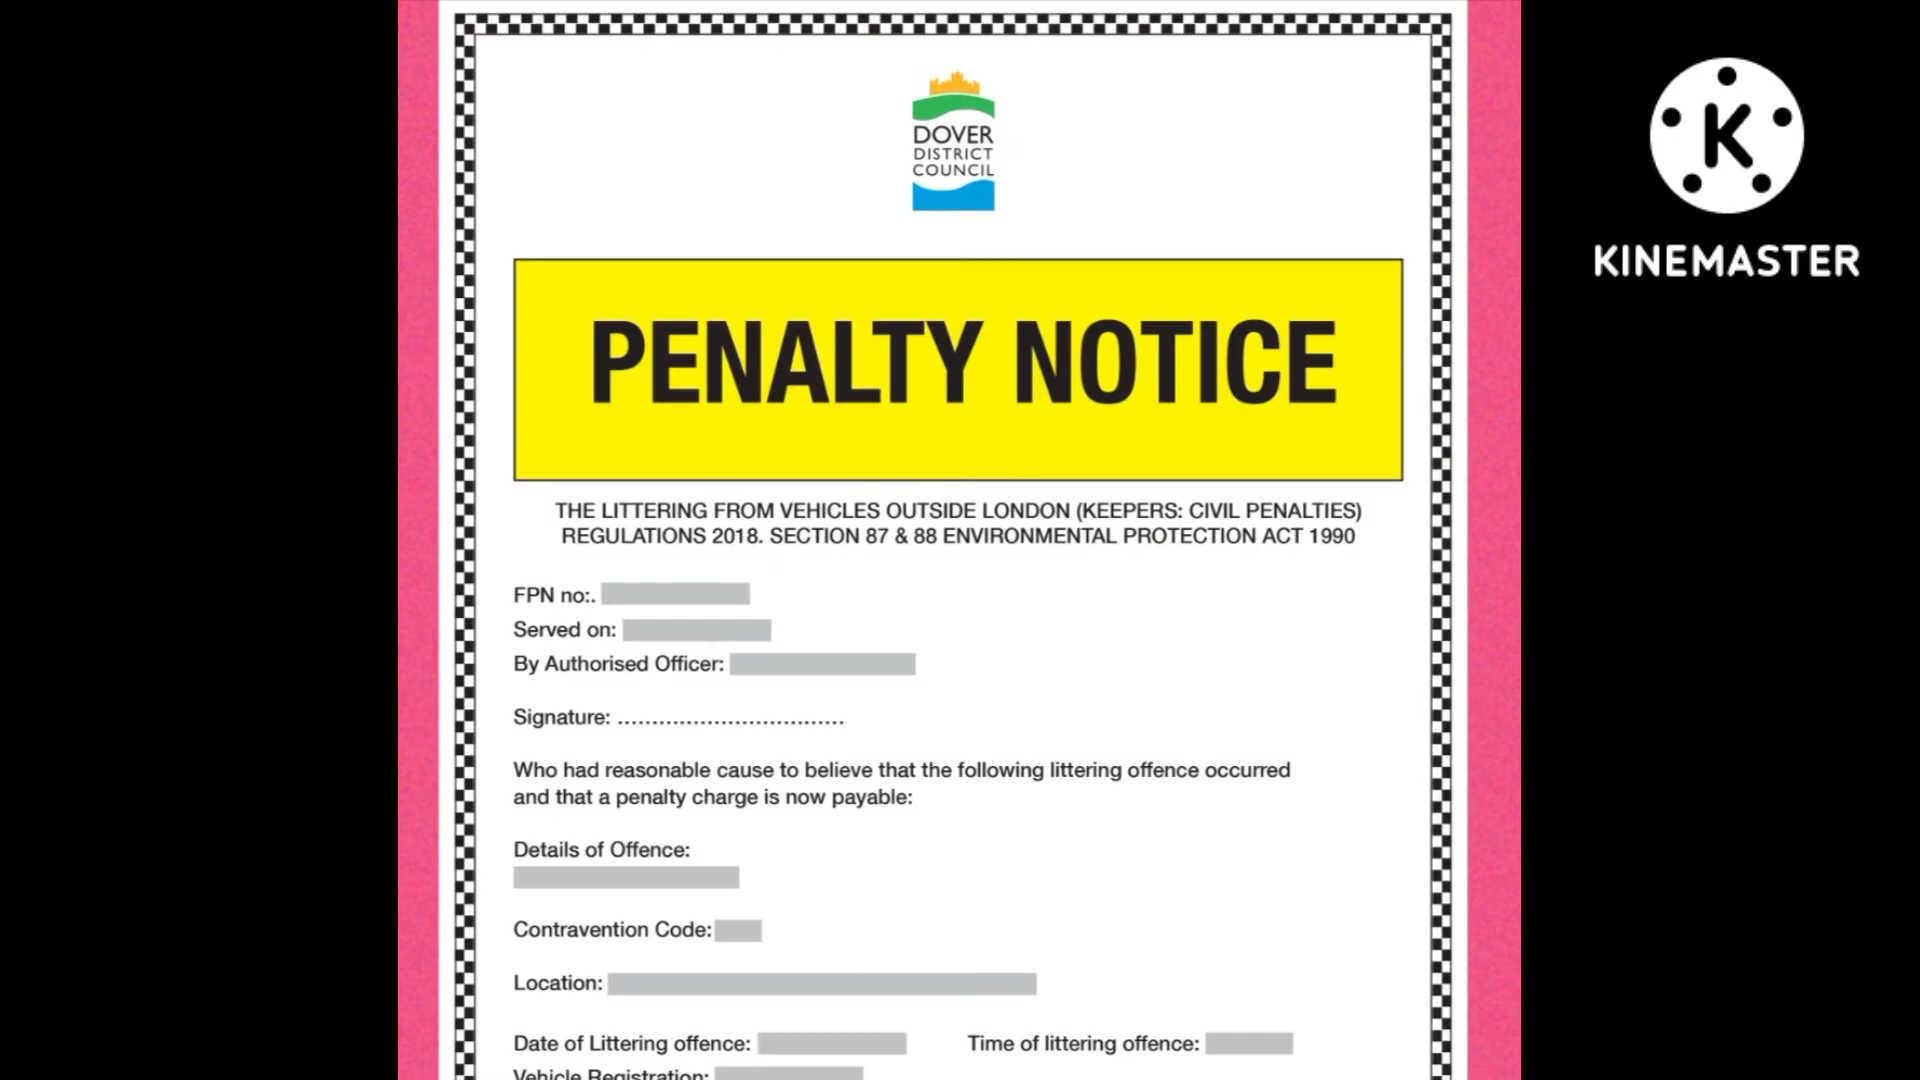 DOVER
DISTRICT
COUNCIL
K
KINEMASTER
PENALTY NOTICE
THE LITTERING FROM VEHICLES OUTSIDE LONDON (KEEPERS: CIVIL PENALTIES)
REGULATIONS 2018. SECTION 87 & 88 ENVIRONMENTAL PROTECTION ACT 1990
FPN no:.
Served on:
By Authorised Officer:
Signature: .................................
Who had reasonable cause to believe that the following littering offence occurred
and that a penalty charge is now payable:
Details of Offence:
Contravention Code:
Location:
Date of Littering offence: Time of littering offence:
Vehicle Registration: